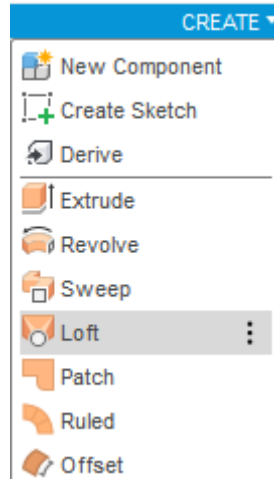 CREATE
New Component
Create Sketch
Derive
Extrude
Revolve
Sweep
Loft
Patch
Ruled
Offset